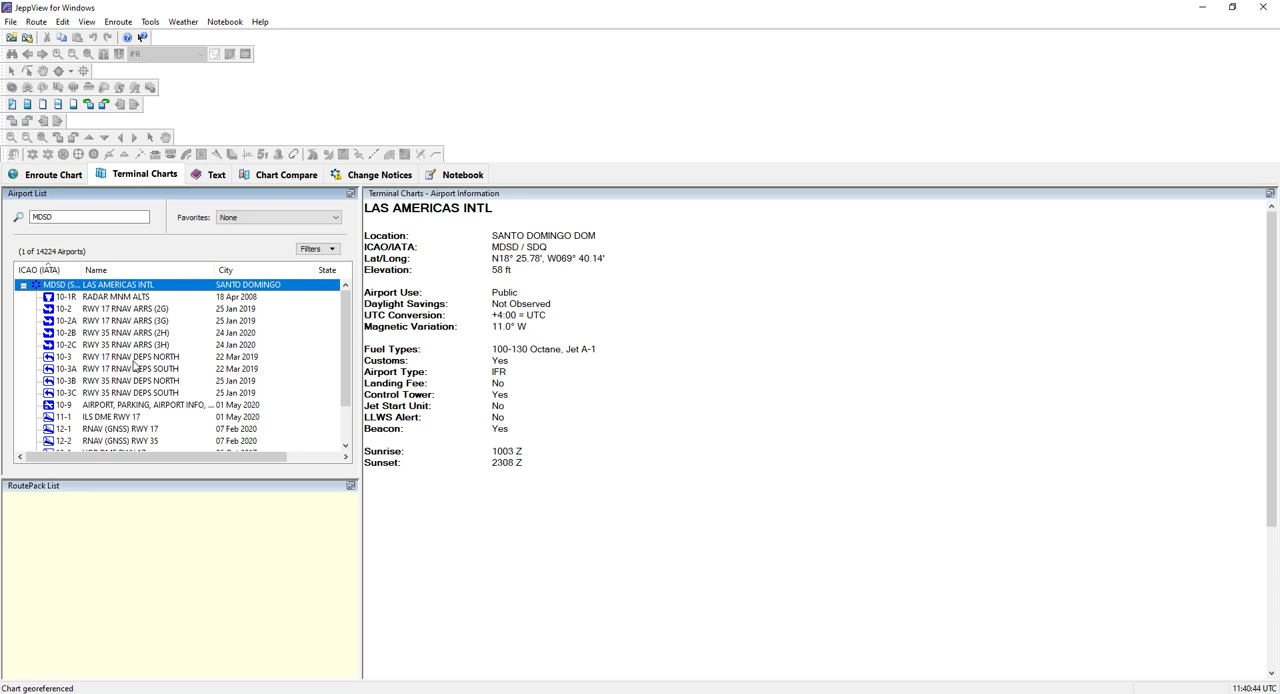 JeppView for Windows
File Route Edit View Enroute Tools Weather Notebook Help
IFR
Enroute Chart Terminal Charts Text Chart Compare Change Notices Notebook
Airport List
MDSD Favorites: None
(1 of 14224 Airports) Filters
ICAO (IATA) Name City State
MDSD (S... LAS AMERICAS INTL SANTO DOMINGO
10-1R RADAR MNM ALTS 18 Apr 2008
10-2 RWY 17 RNAV ARRS (2G) 25 Jan 2019
10-2A RWY 17 RNAV ARRS (3G) 25 Jan 2019
10-2B RWY 35 RNAV ARRS (2H) 24 Jan 2020
10-2C RWY 35 RNAV ARRS (3H) 24 Jan 2020
10-3 RWY 17 RNAV DEPS NORTH 22 Mar 2019
10-3A RWY 17 RNAV DEPS SOUTH 22 Mar 2019
10-3B RWY 35 RNAV DEPS NORTH 25 Jan 2019
10-3C RWY 35 RNAV DEPS SOUTH 25 Jan 2019
10-9 AIRPORT, PARKING, AIRPORT INFO, ... 01 May 2020
11-1 ILS DME RWY 17 01 May 2020
12-1 RNAV (GNSS) RWY 17 07 Feb 2020
12-2 RNAV (GNSS) RWY 35 07 Feb 2020
RoutePack List
Terminal Charts - Airport Information
LAS AMERICAS INTL
Location: SANTO DOMINGO DOM
ICAO/IATA: MDSD / SDQ
Lat/Long: N18° 25.78', W069° 40.14'
Elevation: 58 ft
Airport Use: Public
Daylight Savings: Not Observed
UTC Conversion: +4:00 = UTC
Magnetic Variation: 11.0° W
Fuel Types: 100-130 Octane, Jet A-1
Customs: Yes
Airport Type: IFR
Landing Fee: No
Control Tower: Yes
Jet Start Unit: No
LLWS Alert: No
Beacon: Yes
Sunrise: 1003 Z
Sunset: 2308 Z
Chart georeferenced 11:40:44 UTC